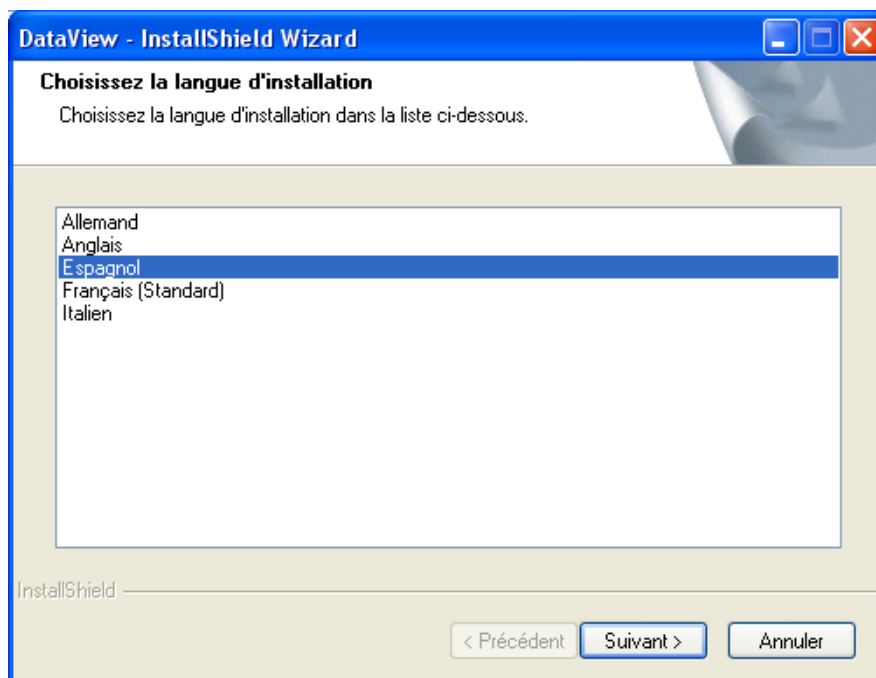 DataView - InstallShield Wizard
Choisissez la langue d'installation
Choisissez la langue d'installation dans la liste ci-dessous.
Allemand
Anglais
Espagnol
Français (Standard)
Italien
InstallShield
< Précédent Suivant > Annuler